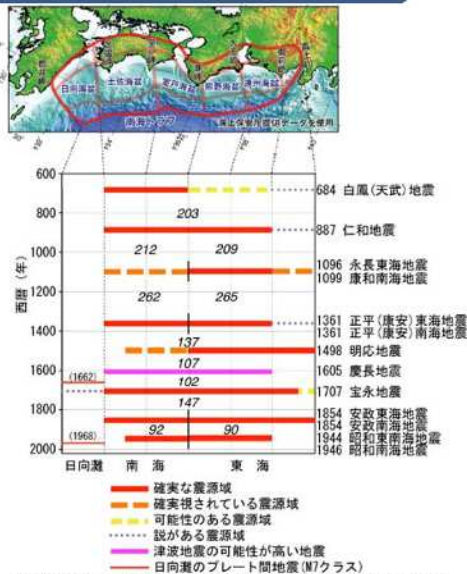 日向海盆
土佐海盆
室戸海盆
熊野海盆
遠州海盆
南海トラフ
海上保安庁提供データを使用
西暦(年)
600
800
1000
1200
1400
1600
1800
2000
203
212
209
262
265
137
107
102
147
92
90
(1662)
(1968)
684 白鳳(天武)地震
887 仁和地震
1096 永長東海地震
1099 康和南海地震
1361 正平(康安)東海地震
1361 正平(康安)南海地震
1498 明応地震
1605 慶長地震
1707 宝永地震
1854 安政東海地震
1854 安政南海地震
1944 昭和東南海地震
1946 昭和南海地震
日向灘 南 海 東 海
確実な震源域
確実視されている震源域
可能性のある震源域
説がある震源域
津波地震の可能性が高い地震
日向灘のプレート間地震(M7クラス)